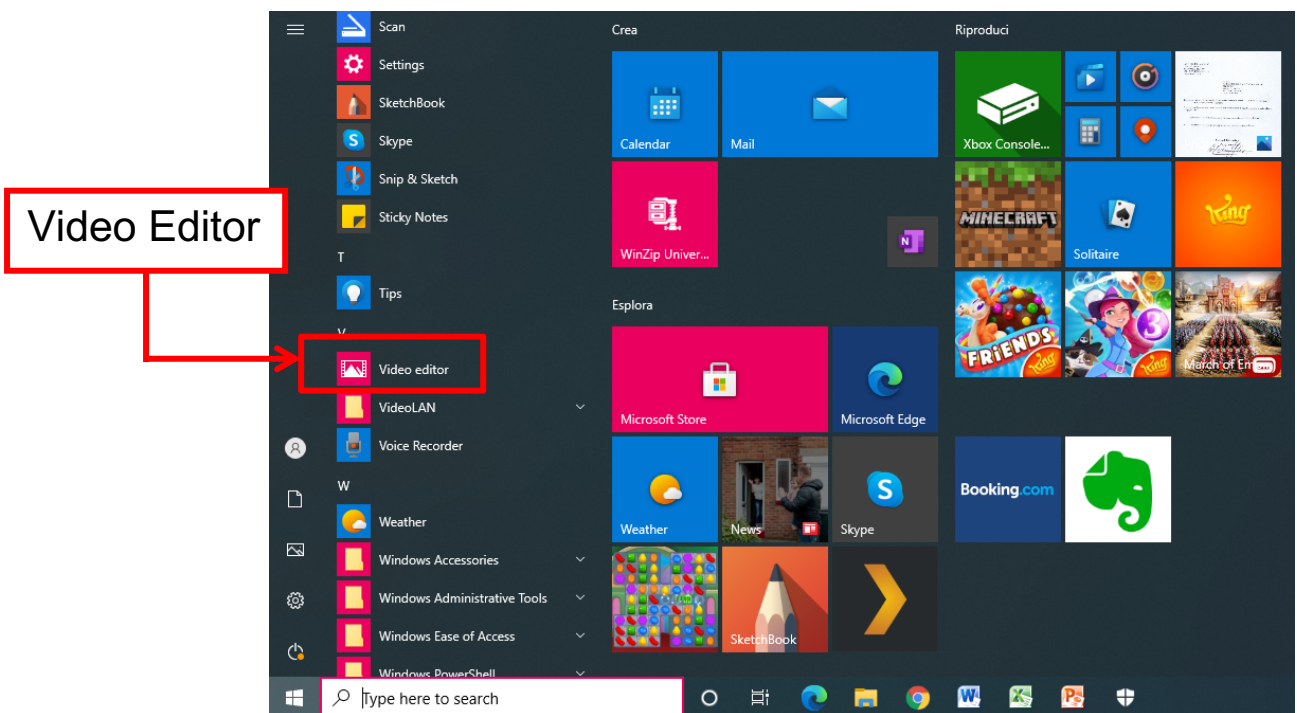 Video Editor
Scan
Settings
SketchBook
Skype
Snip & Sketch
Sticky Notes
T
Tips
V
Video editor
VideoLAN
Voice Recorder
W
Weather
Windows Accessories
Windows Administrative Tools
Windows Ease of Access
Windows PowerShell
Crea
Calendar
Mail
WinZip Univer...
N
Esplora
Microsoft Store
Microsoft Edge
Weather
News
Skype
SketchBook
Riproduci
Xbox Console...
MINECRAFT
Solitaire
King
FRIENDS
King
3
King
March of Em
Booking.com
Type here to search